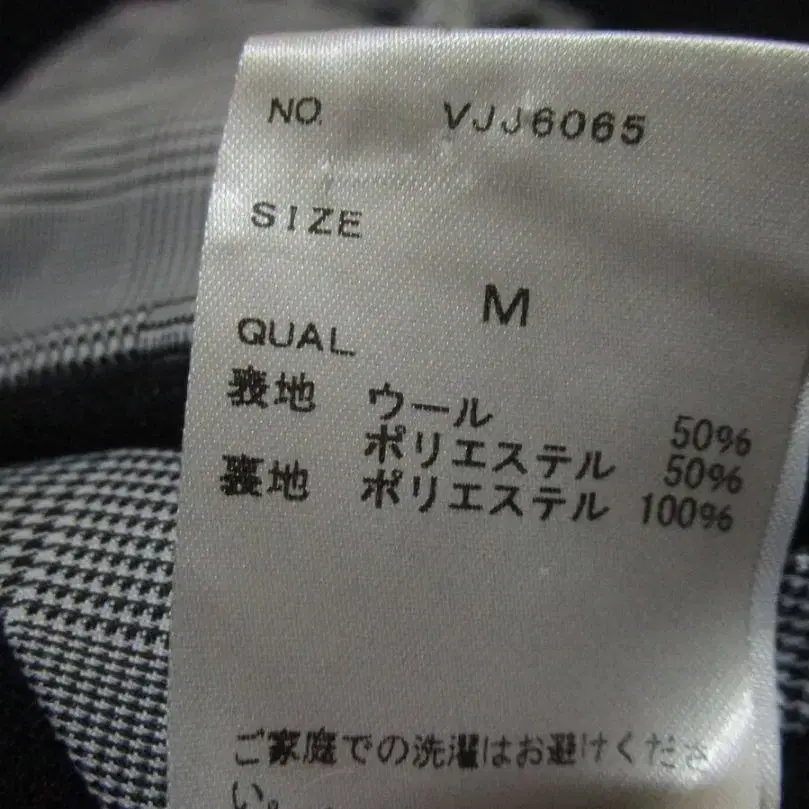 NO. VJJ6065
SIZE
M
QUAL
表地 ウール 50%
ポリエステル 50%
裏地 ポリエステル 100%
ご家庭での洗濯はお避けくださ
い。